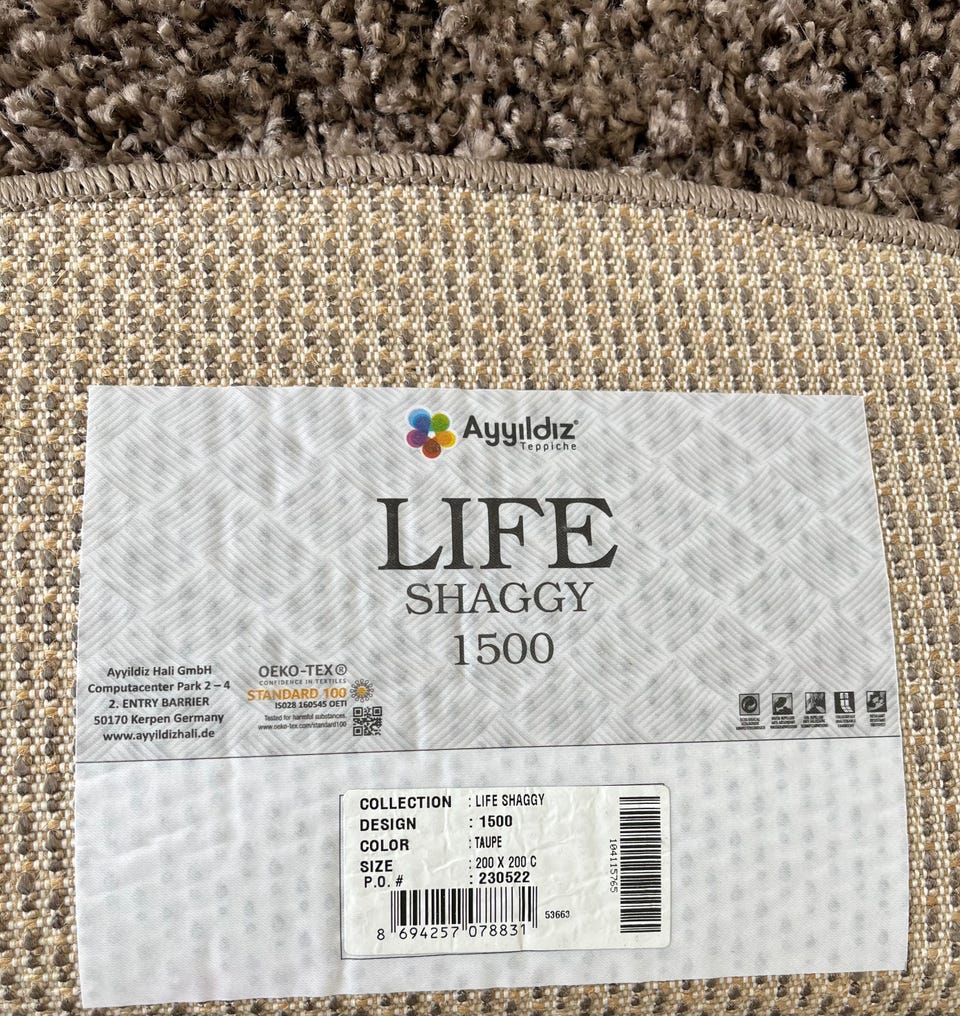 Ayyıldız®
Teppiche
LIFE
SHAGGY
1500
Ayyildiz Hali GmbH
Computacenter Park 2 – 4
2. ENTRY BARRIER
50170 Kerpen Germany
www.ayyildizhali.de
OEKO-TEX®
CONFIDENCE IN TEXTILES
STANDARD 100
IS028 160545 OETI
Tested for harmful substances.
www.oeko-tex.com/standard100
COLLECTION : LIFE SHAGGY
DESIGN : 1500
COLOR : TAUPE
SIZE : 200 X 200 C
P.O. # : 230522
53663
8 694257 078831
104115765